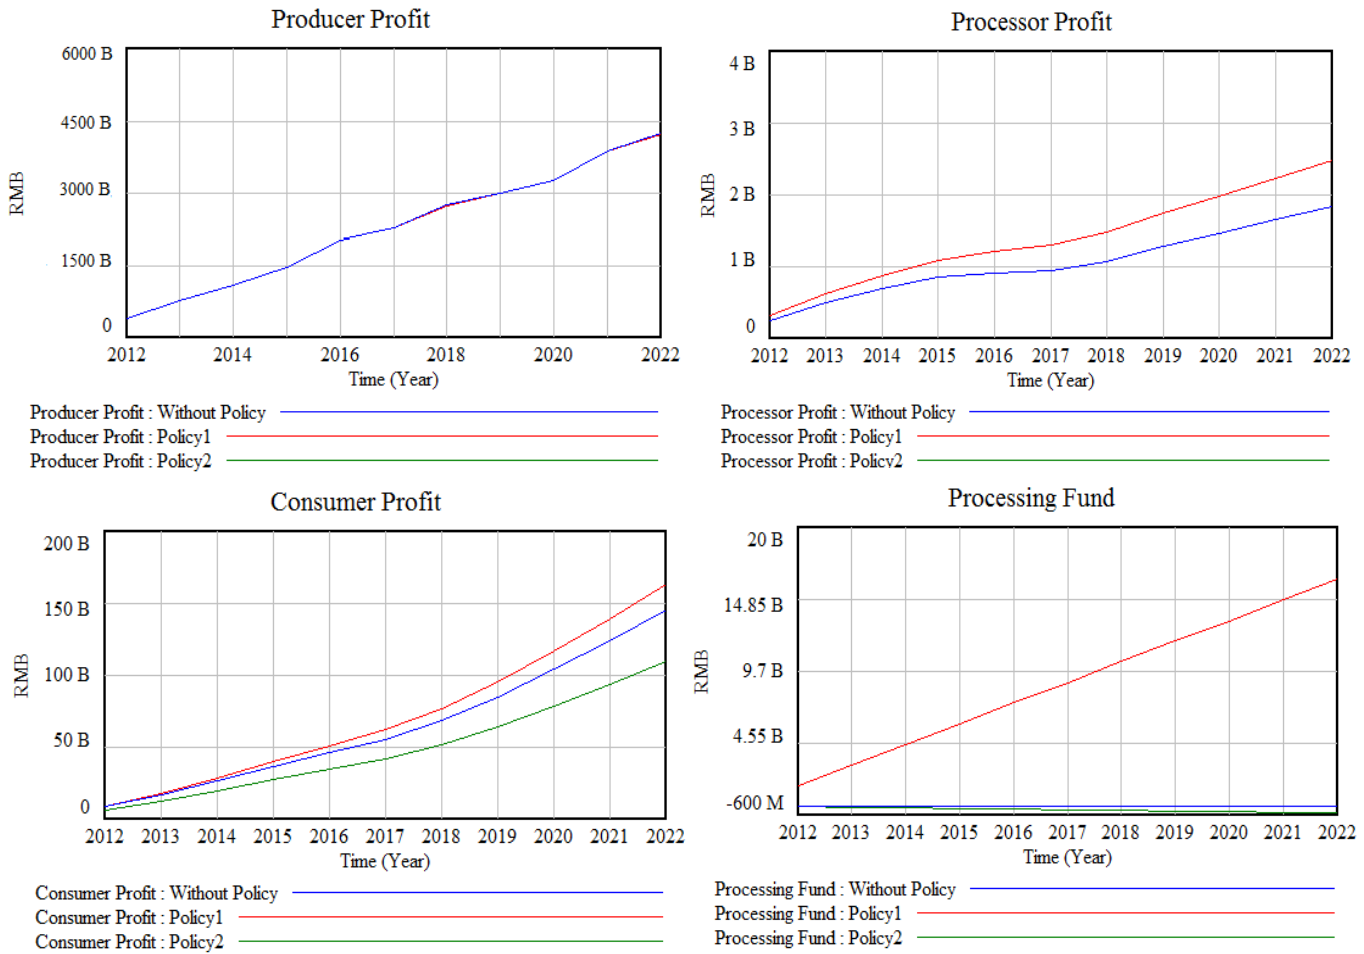 Producer Profit
6000 B
4500 B
3000 B
1500 B
0
RMB
2012 2014 2016 2018 2020 2022
Time (Year)
Producer Profit : Without Policy
Producer Profit : Policy1
Producer Profit : Policy2
Processor Profit
4 B
3 B
2 B
1 B
0
RMB
2012 2013 2014 2015 2016 2017 2018 2019 2020 2021 2022
Time (Year)
Processor Profit : Without Policy
Processor Profit : Policy1
Processor Profit : Policy2
Consumer Profit
200 B
150 B
100 B
50 B
0
RMB
2012 2013 2014 2015 2016 2017 2018 2019 2020 2021 2022
Time (Year)
Consumer Profit : Without Policy
Consumer Profit : Policy1
Consumer Profit : Policy2
Processing Fund
20 B
14.85 B
9.7 B
4.55 B
-600 M
RMB
2012 2013 2014 2015 2016 2017 2018 2019 2020 2021 2022
Time (Year)
Processing Fund : Without Policy
Processing Fund : Policy1
Processing Fund : Policy2